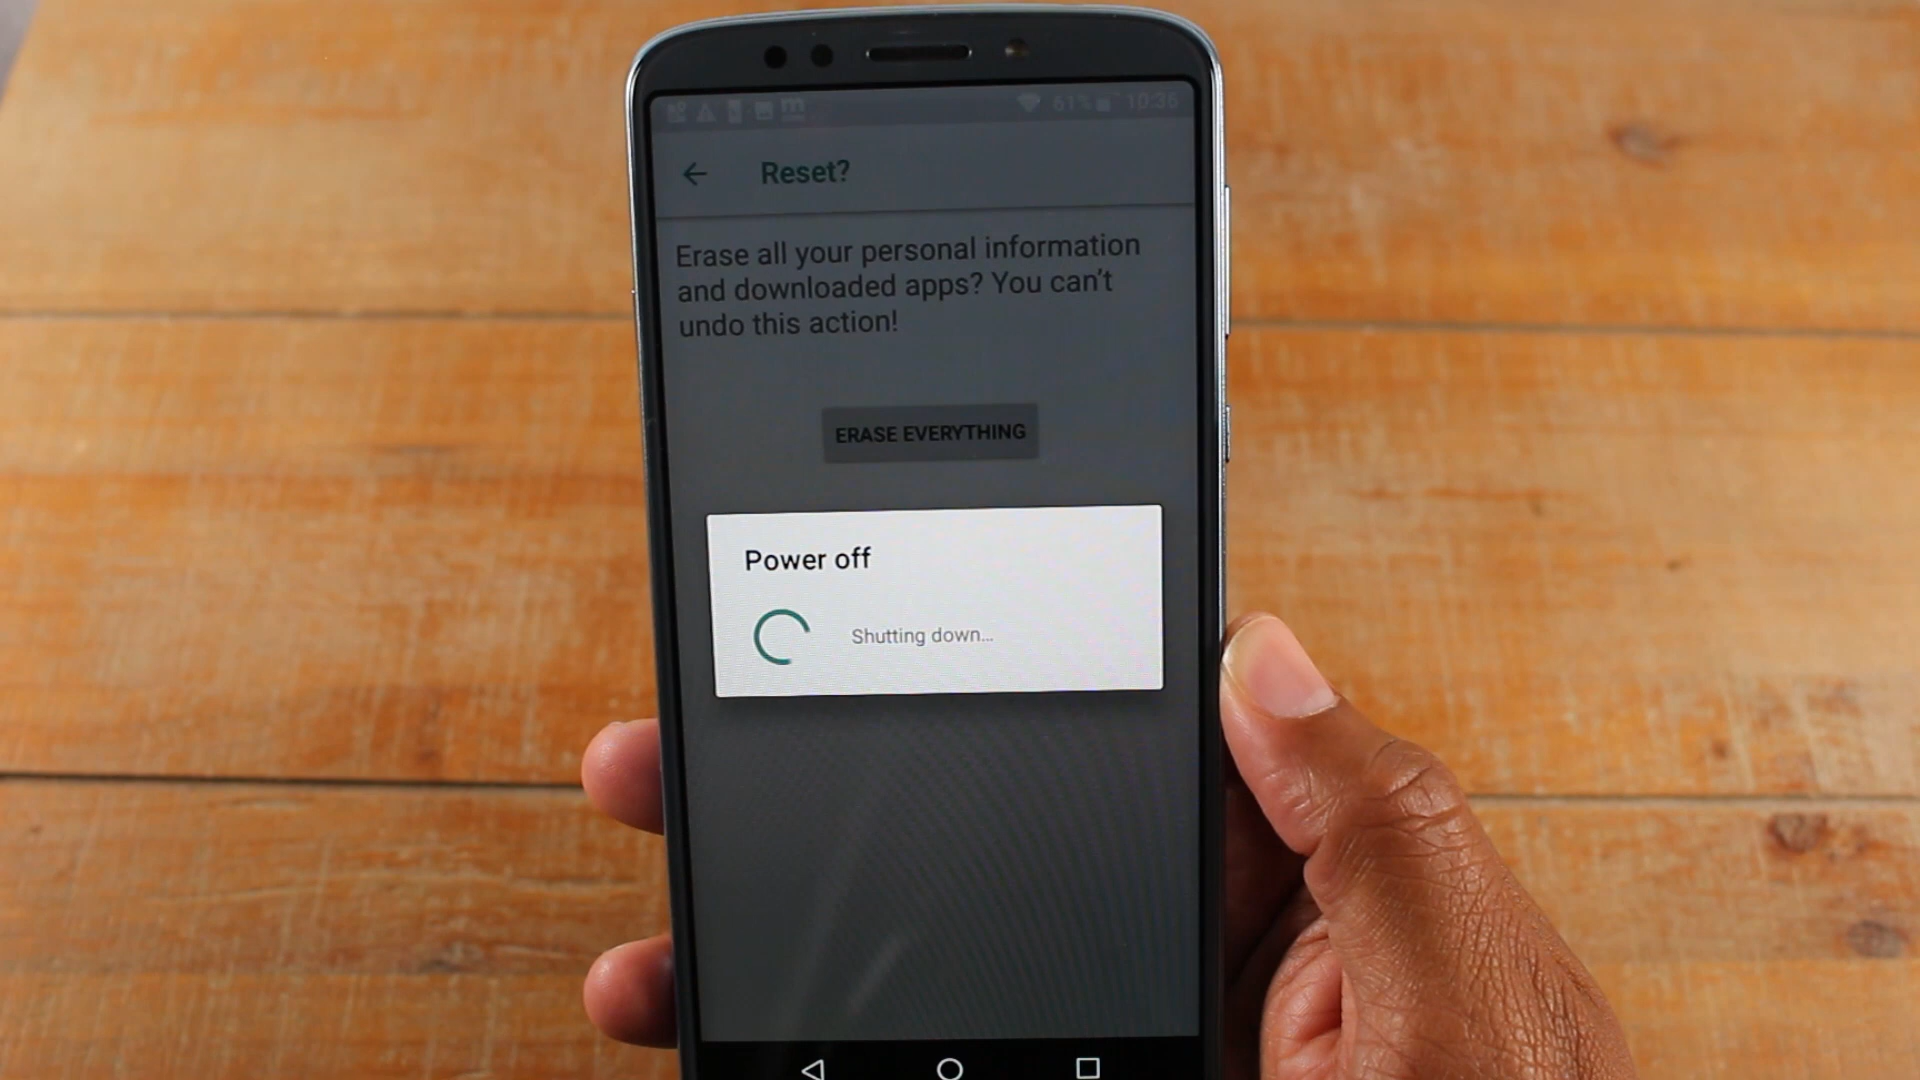 61% 10:36
Reset?
Erase all your personal information
and downloaded apps? You can't
undo this action!
ERASE EVERYTHING
Power off
Shutting down...